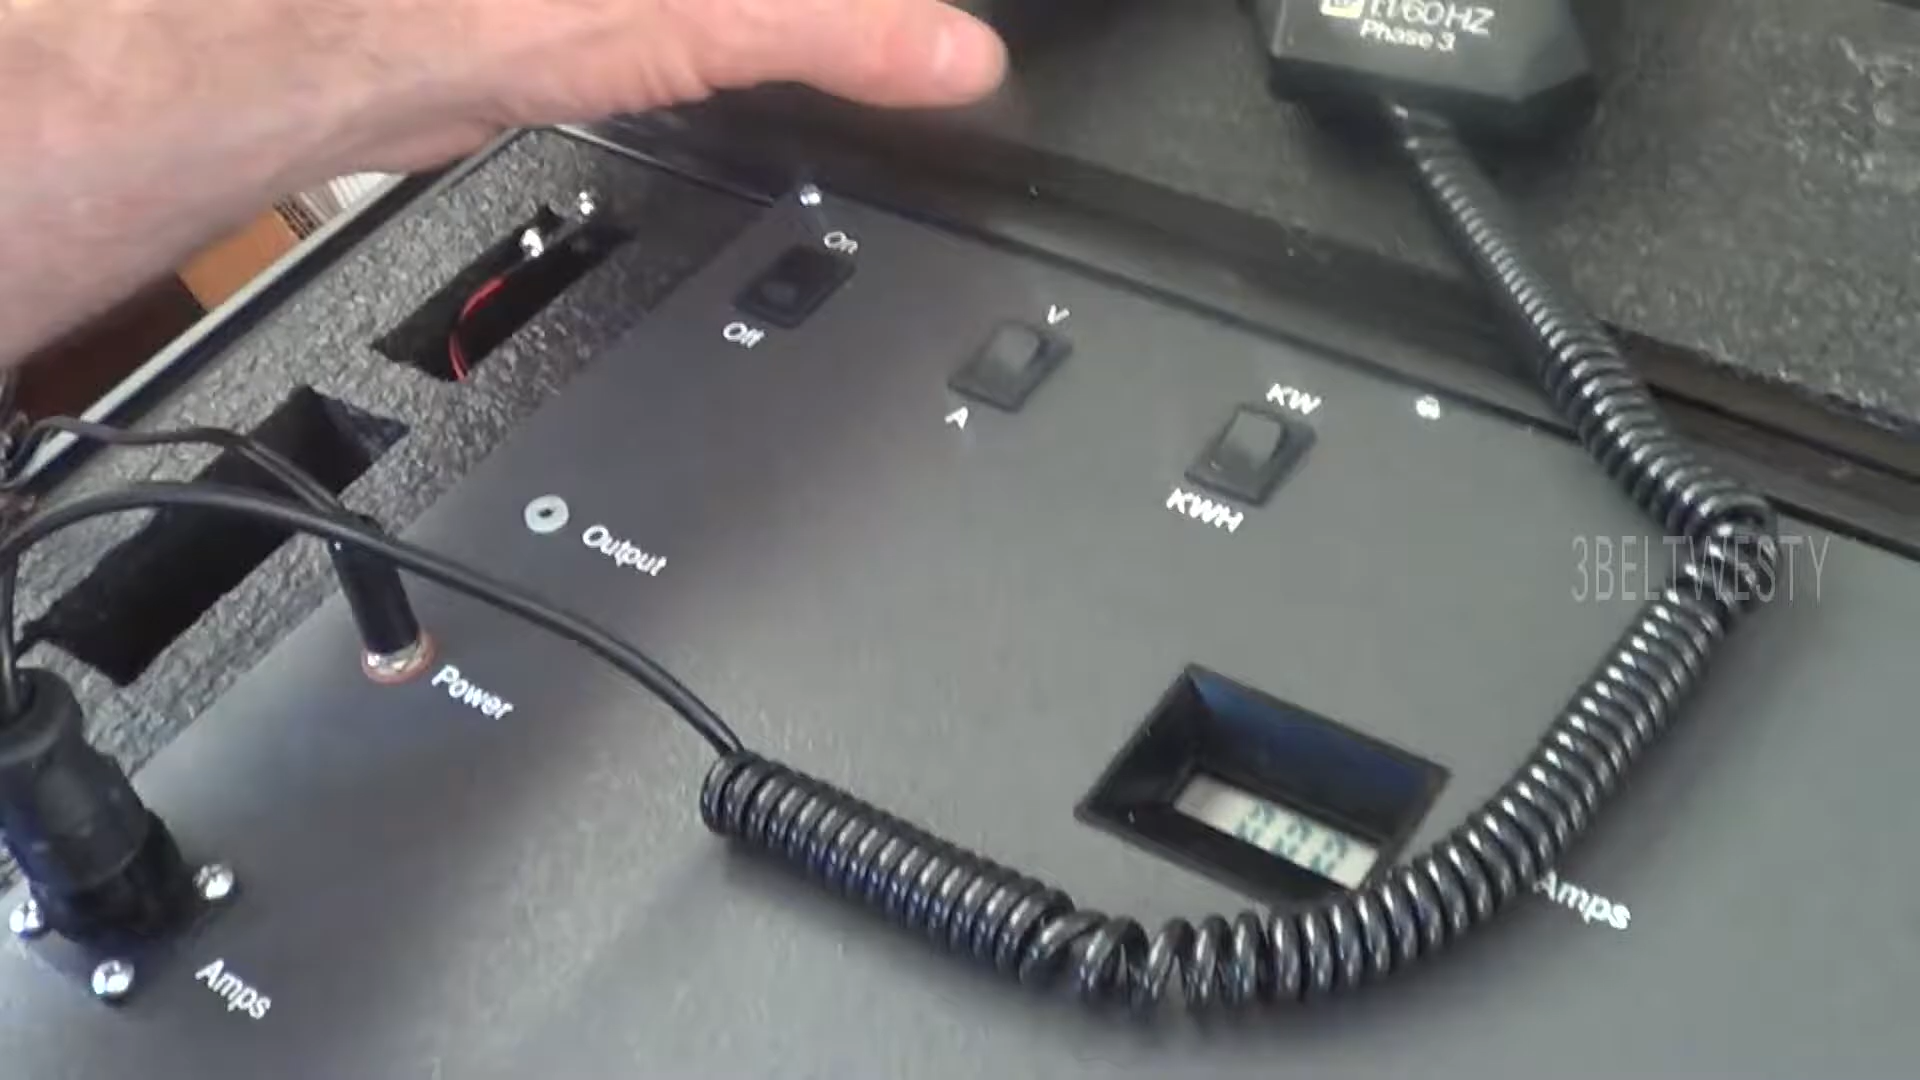 60HZ
Phase 3
On
Off
V
A
KW
KWH
Output
Power
3BELTWESTY
Amps
Amps